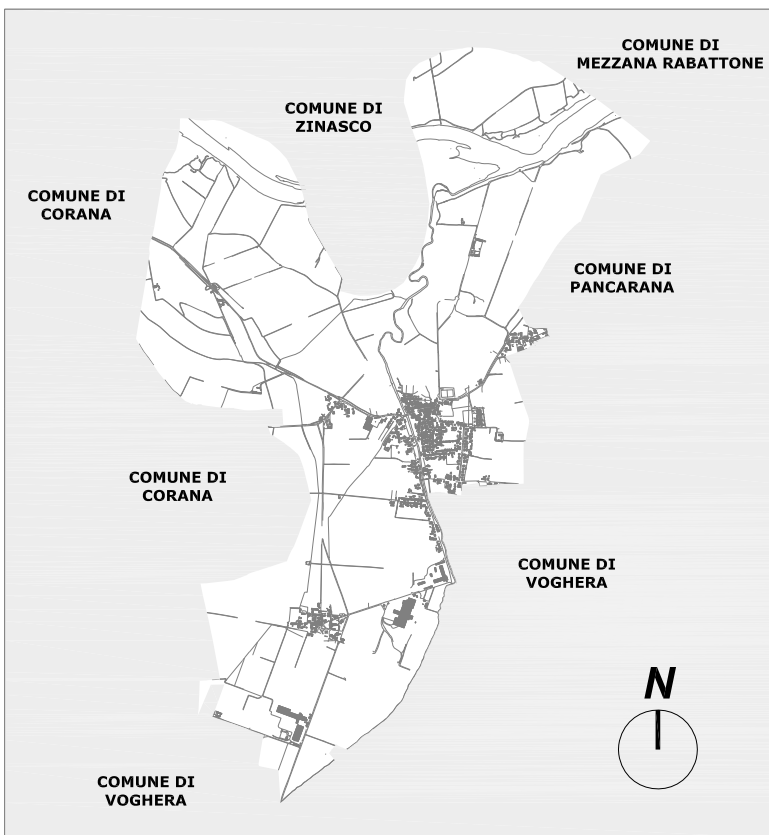 COMUNE DI
MEZZANA RABATTONE
COMUNE DI
ZINASCO
COMUNE DI
CORANA
COMUNE DI
PANCARANA
COMUNE DI
CORANA
COMUNE DI
VOGHERA
N
COMUNE DI
VOGHERA